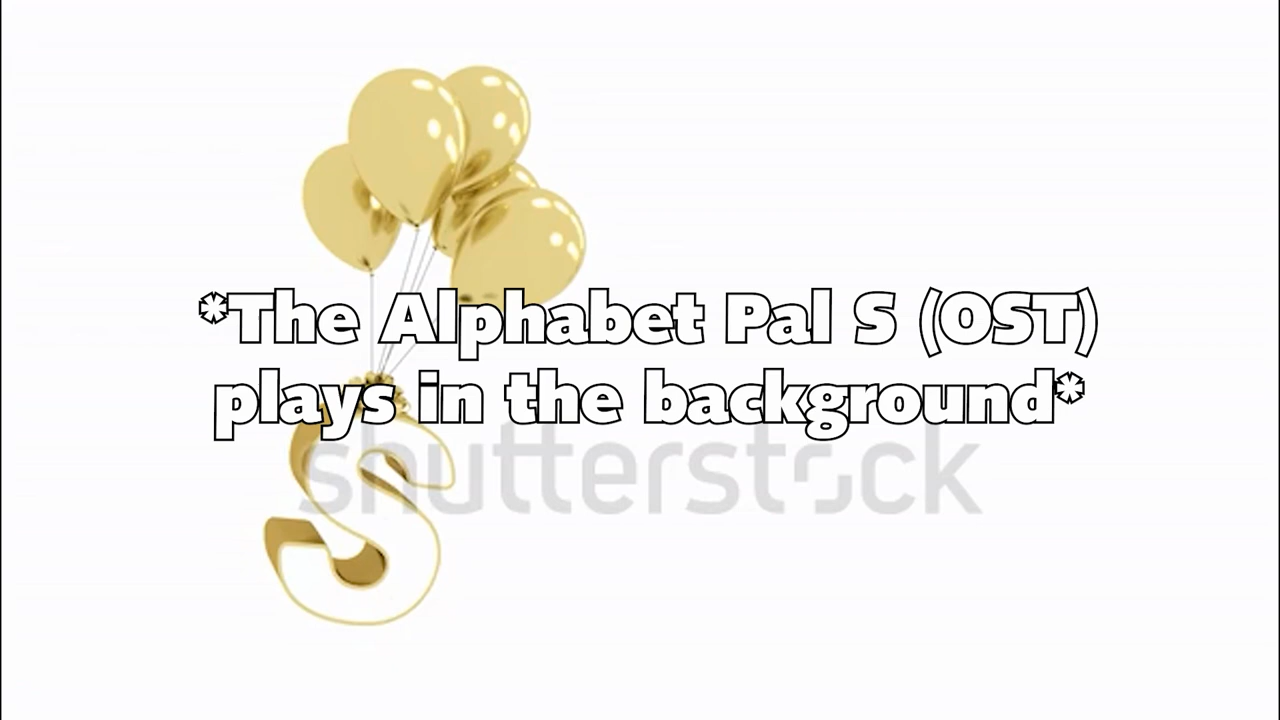 *The Alphabet Pal S (OST)
plays in the background*
shutterstock
S